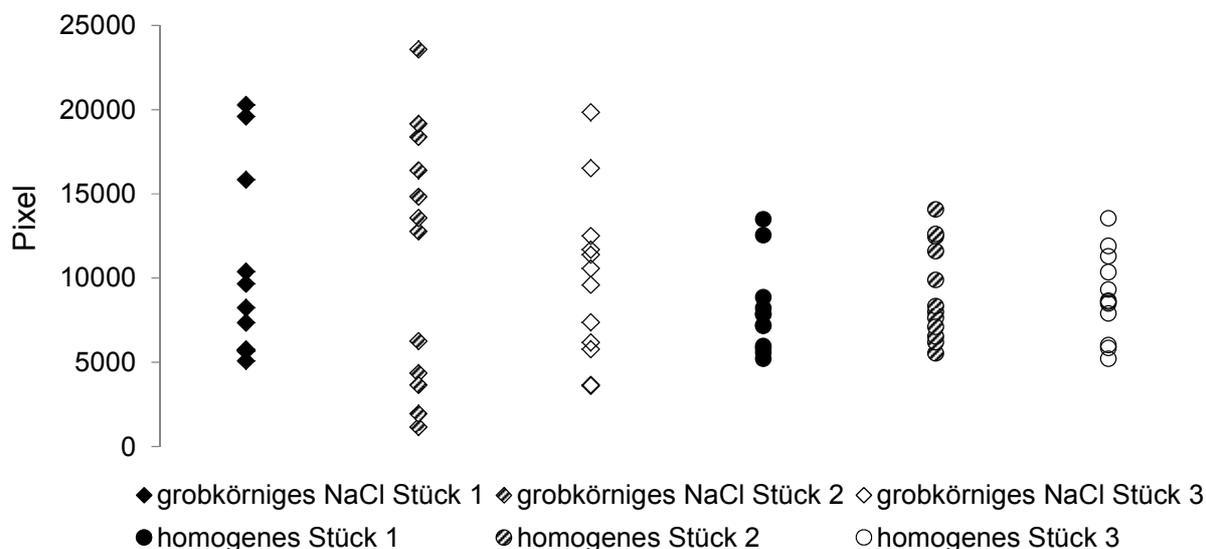 25000
20000
15000
10000
5000
0
Pixel
grobkörniges NaCl Stück 1 grobkörniges NaCl Stück 2 grobkörniges NaCl Stück 3
homogenes Stück 1 homogenes Stück 2 homogenes Stück 3